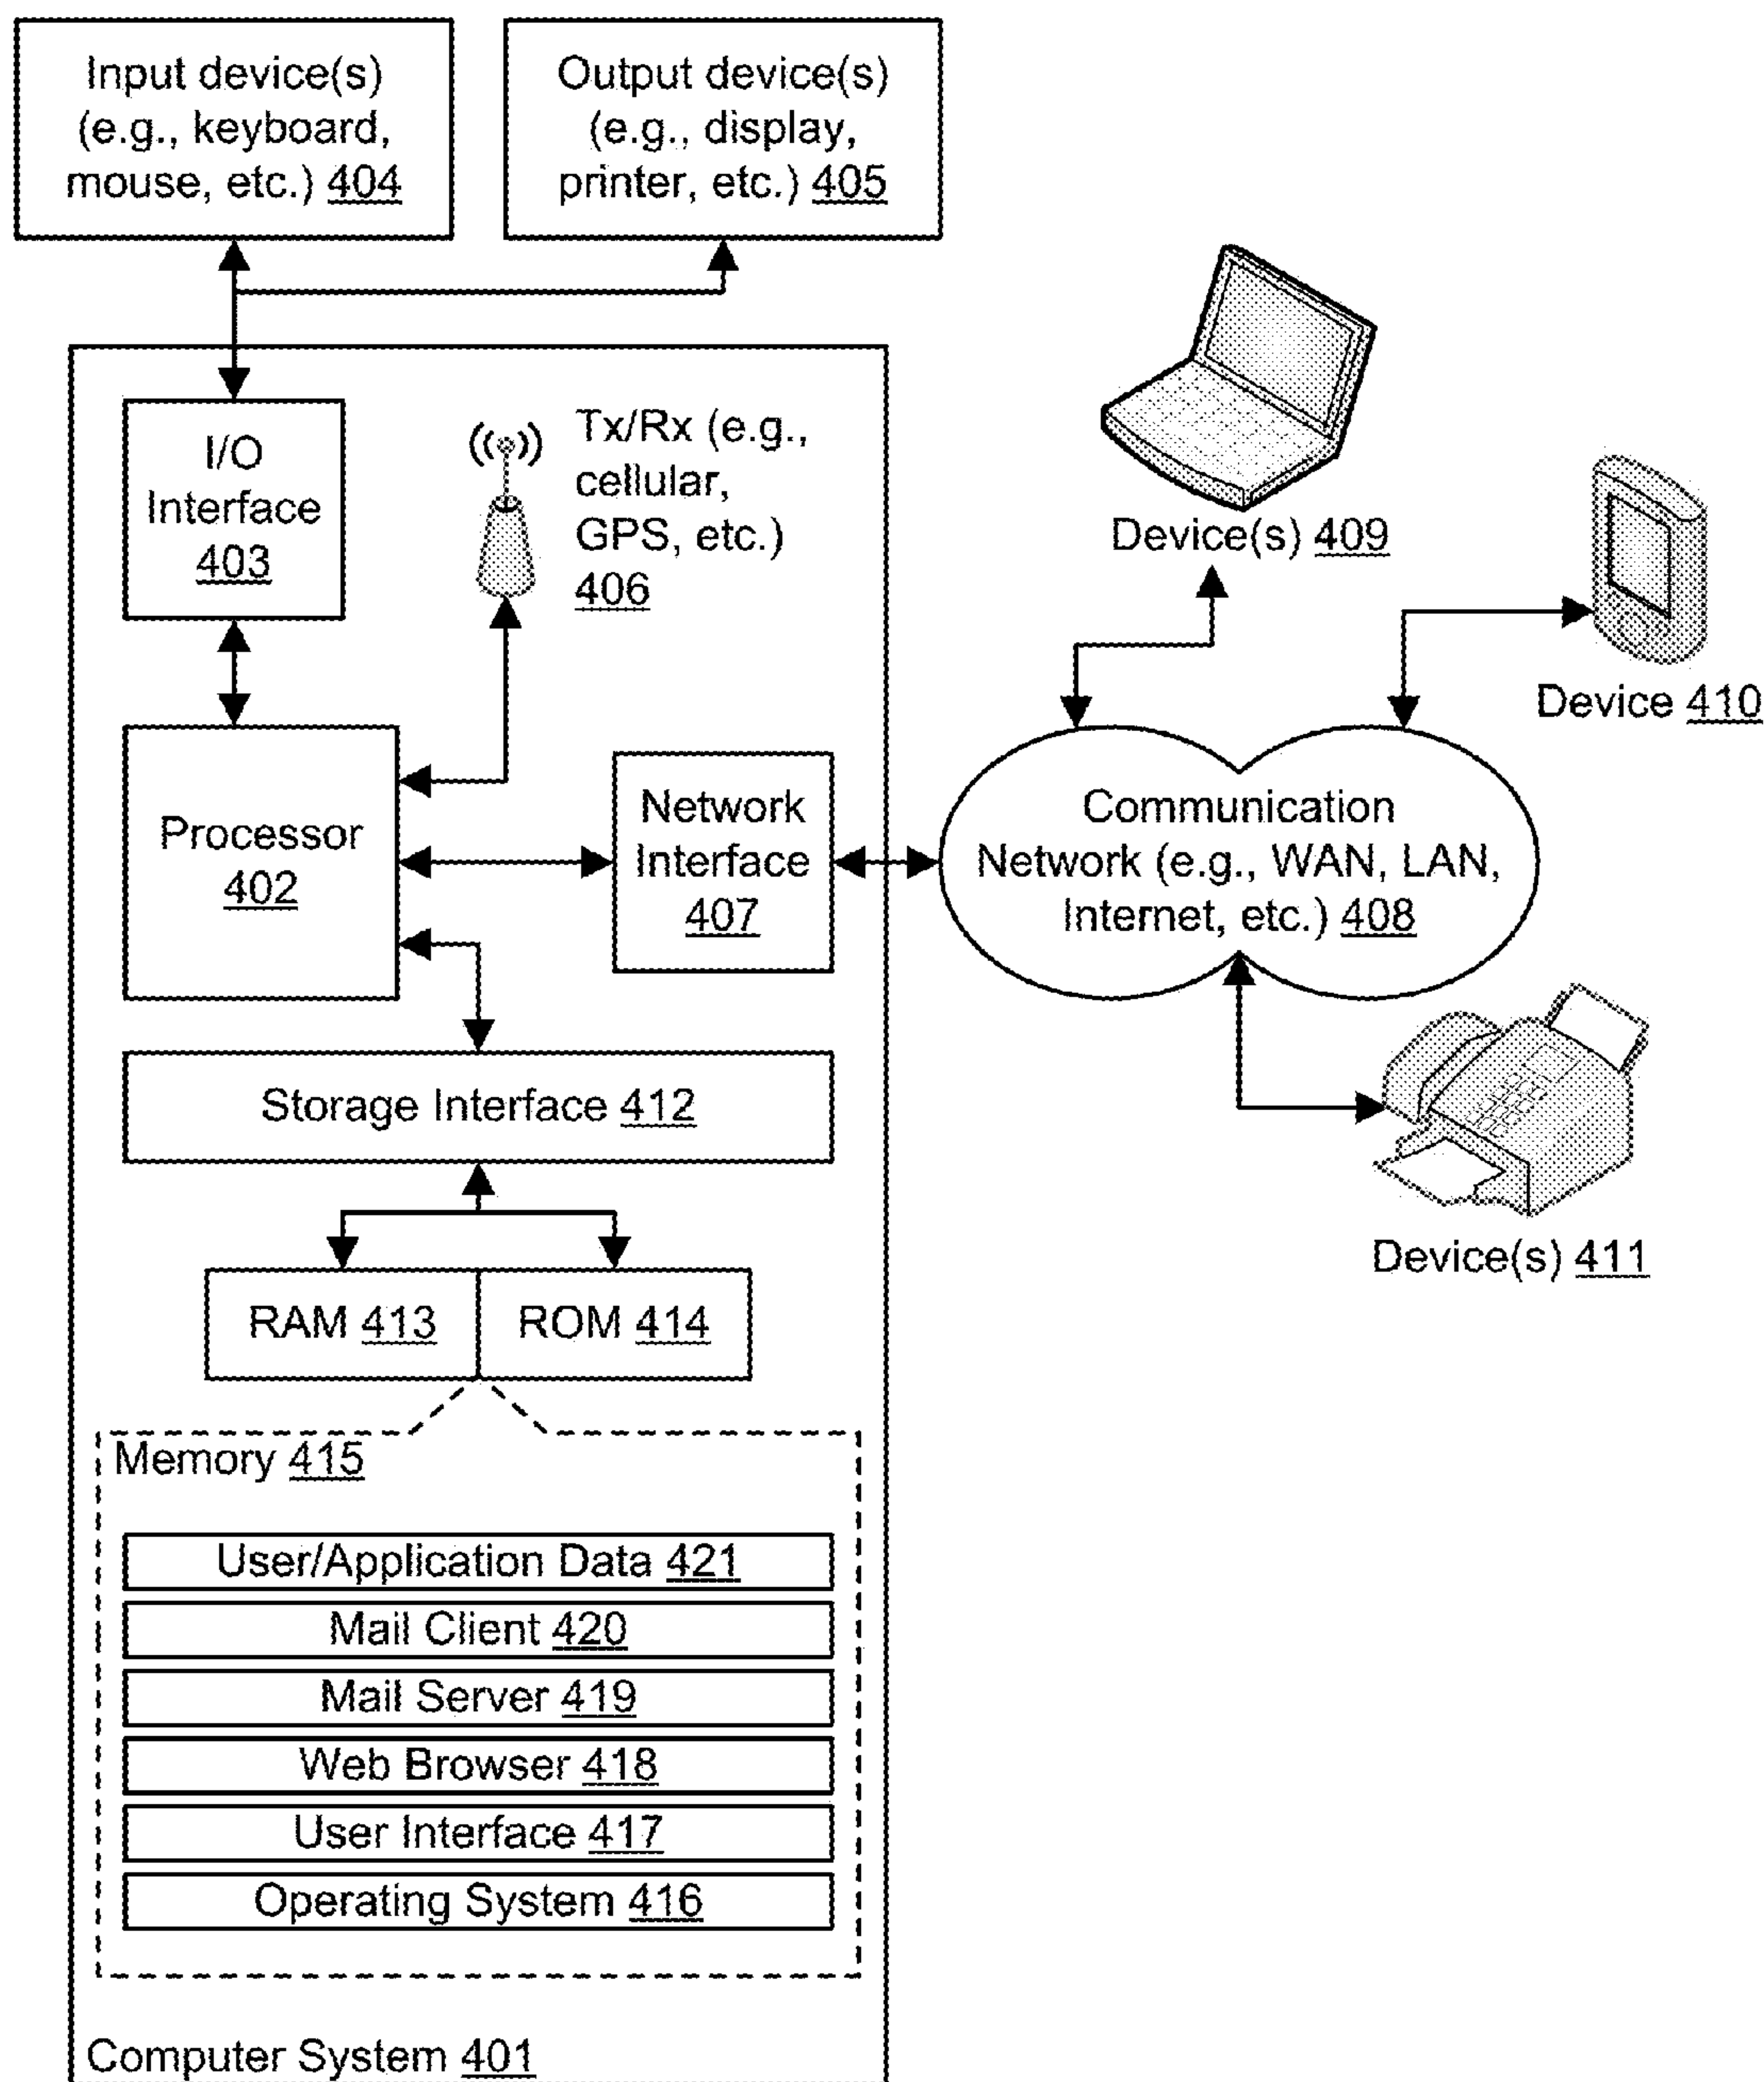 Input device(s)
(e.g., keyboard,
mouse, etc.) 404
Output device(s)
(e.g., display,
printer, etc.) 405
I/O
Interface
403
Tx/Rx (e.g.,
cellular,
GPS, etc.)
406
Device(s) 409
Device 410
Processor
402
Network
Interface
407
Communication
Network (e.g., WAN, LAN,
Internet, etc.) 408
Storage Interface 412
Device(s) 411
RAM 413
ROM 414
Memory 415
User/Application Data 421
Mail Client 420
Mail Server 419
Web Browser 418
User Interface 417
Operating System 416
Computer System 401